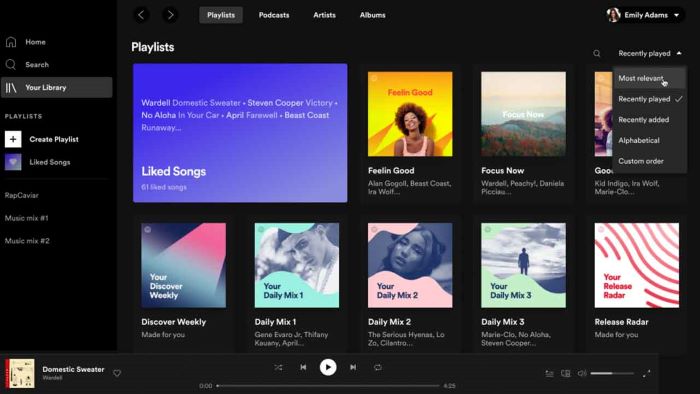 Playlists
Podcasts
Artists
Albums
Emily Adams
Home
Search
Your Library
PLAYLISTS
Create Playlist
Liked Songs
RapCaviar
Music mix #1
Music mix #2
Playlists
Recently played
Most relevant
Recently played
Recently added
Alphabetical
Custom order
Wardell Domestic Sweater • Steven Cooper Victory •
No Aloha In Your Car • April Farewell • Beast Coast
Runaway...
Liked Songs
61 liked songs
Feelin Good
Feelin Good
Alan Gogoll, Beast Coast,
Ira Wolf...
Focus Now
Focus Now
Wardell, Peachy!, Daniela
Picciau...
Goo
Kid Indigo, Ira Wolf,
Marie-Clo...
Your
Discover
Weekly
Discover Weekly
Made for you
Your
Daily Mix 1
Daily Mix 1
Gene Evaro Jr, Thifany
Kauany, April...
Your
Daily Mix 2
Daily Mix 2
The Serious Hyenas, Lo
Zo, Cilantro...
Your
Daily Mix 3
Daily Mix 3
Marie-Clo, No Aloha,
Steven Cooper...
Your
Release
Radar
Release Radar
Made for you
Domestic Sweater
Wardell
0:00
4:25